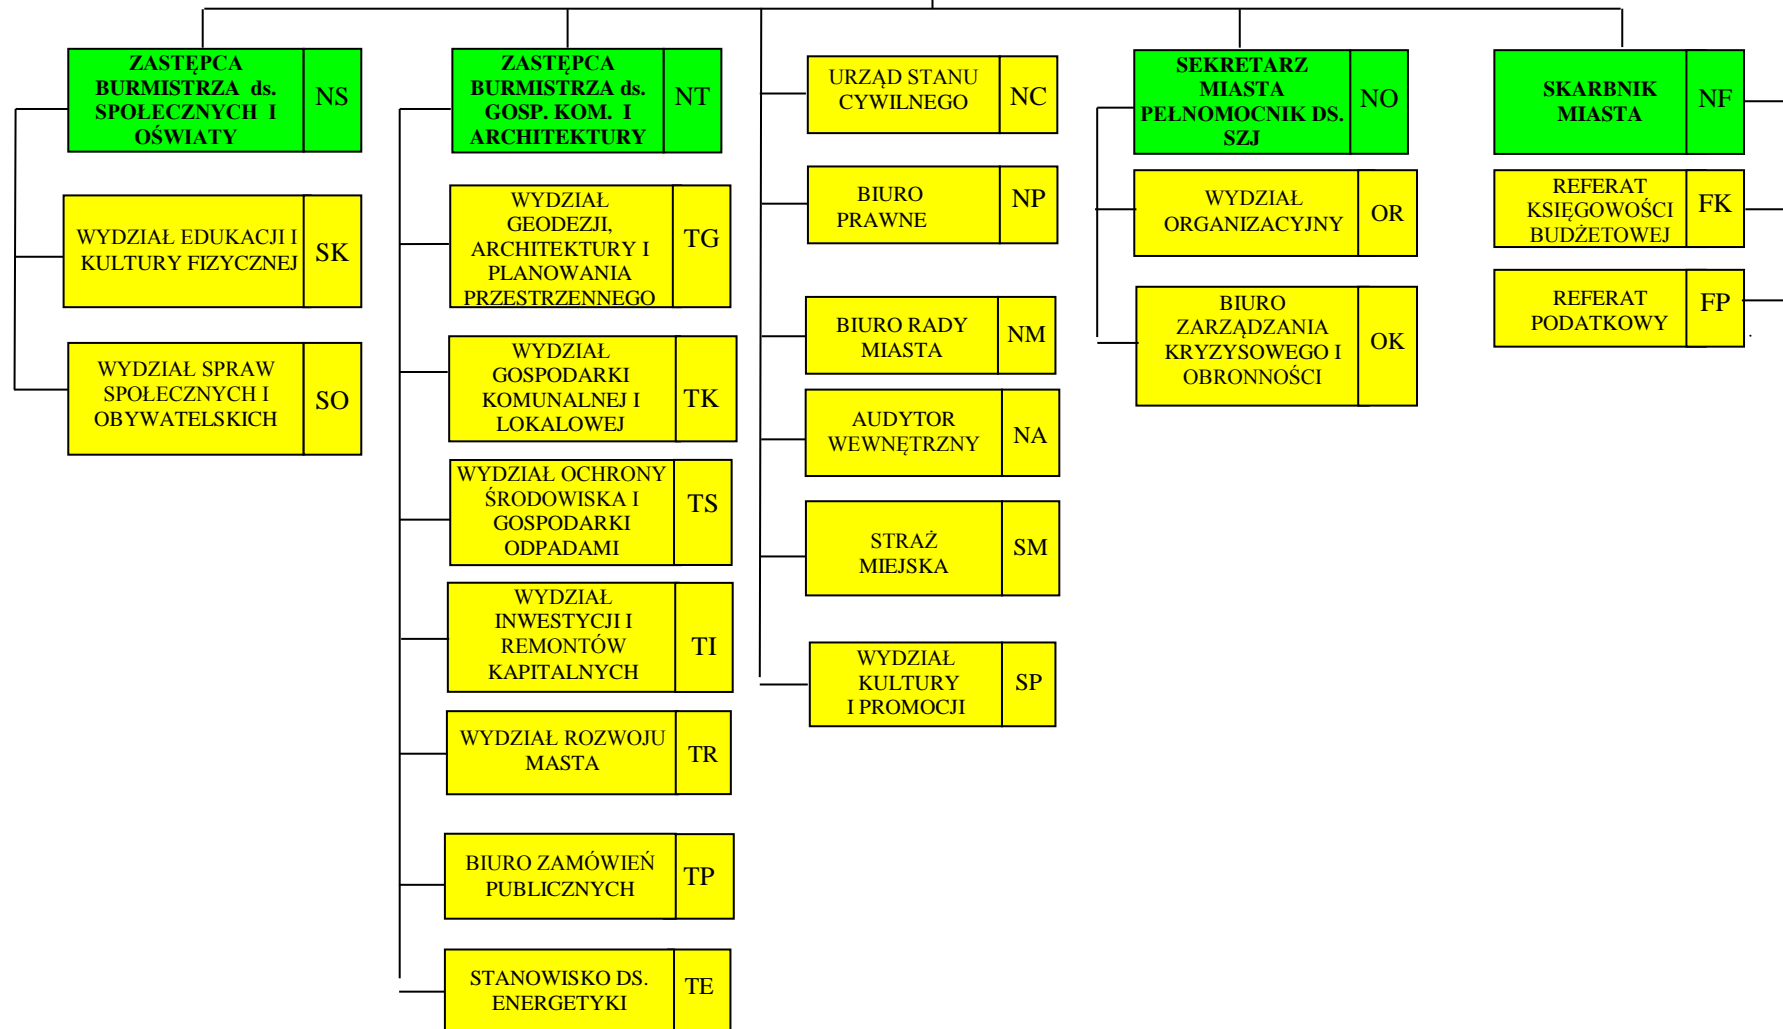 ZASTĘPCA
BURMISTRZA ds.
SPOŁECZNYCH I
OŚWIATY
NS
WYDZIAŁ EDUKACJI I
KULTURY FIZYCZNEJ
SK
WYDZIAŁ SPRAW
SPOŁECZNYCH I
OBYWATELSKICH
SO
ZASTĘPCA
BURMISTRZA ds.
GOSP. KOM. I
ARCHITEKTURY
NT
WYDZIAŁ
GEODEZJI,
ARCHITEKTURY I
PLANOWANIA
PRZESTRZENNEGO
TG
WYDZIAŁ
GOSPODARKI
KOMUNALNEJ I
LOKALOWEJ
TK
WYDZIAŁ OCHRONY
ŚRODOWISKA I
GOSPODARKI
ODPADAMI
TS
WYDZIAŁ
INWESTYCJI I
REMONTÓW
KAPITALNYCH
TI
WYDZIAŁ ROZWOJU
MASTA
TR
BIURO ZAMÓWIEŃ
PUBLICZNYCH
TP
STANOWISKO DS.
ENERGETYKI
TE
URZĄD STANU
CYWILNEGO
NC
BIURO
PRAWNE
NP
BIURO RADY
MIASTA
NM
AUDYTOR
WEWNĘTRZNY
NA
STRAŻ
MIEJSKA
SM
WYDZIAŁ
KULTURY
I PROMOCJI
SP
SEKRETARZ
MIASTA
PEŁNOMOCNIK DS.
SZJ
NO
WYDZIAŁ
ORGANIZACYJNY
OR
BIURO
ZARZĄDZANIA
KRYZYSOWEGO I
OBRONNOŚCI
OK
SKARBNIK
MIASTA
NF
REFERAT
KSIĘGOWOŚCI
BUDŻETOWEJ
FK
REFERAT
PODATKOWY
FP
.